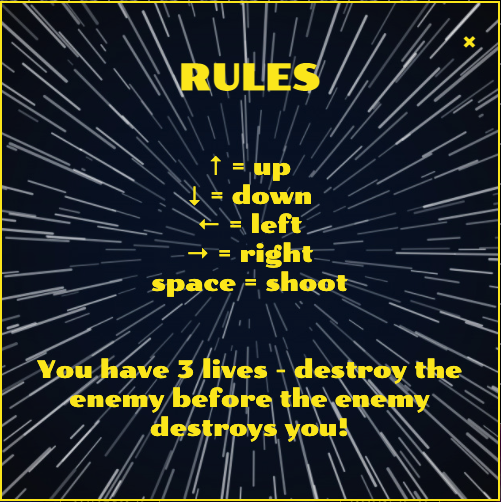 ×
RULES
↑ = up
↓ = down
← = left
→ = right
space = shoot
You have 3 lives - destroy the
enemy before the enemy
destroys you!